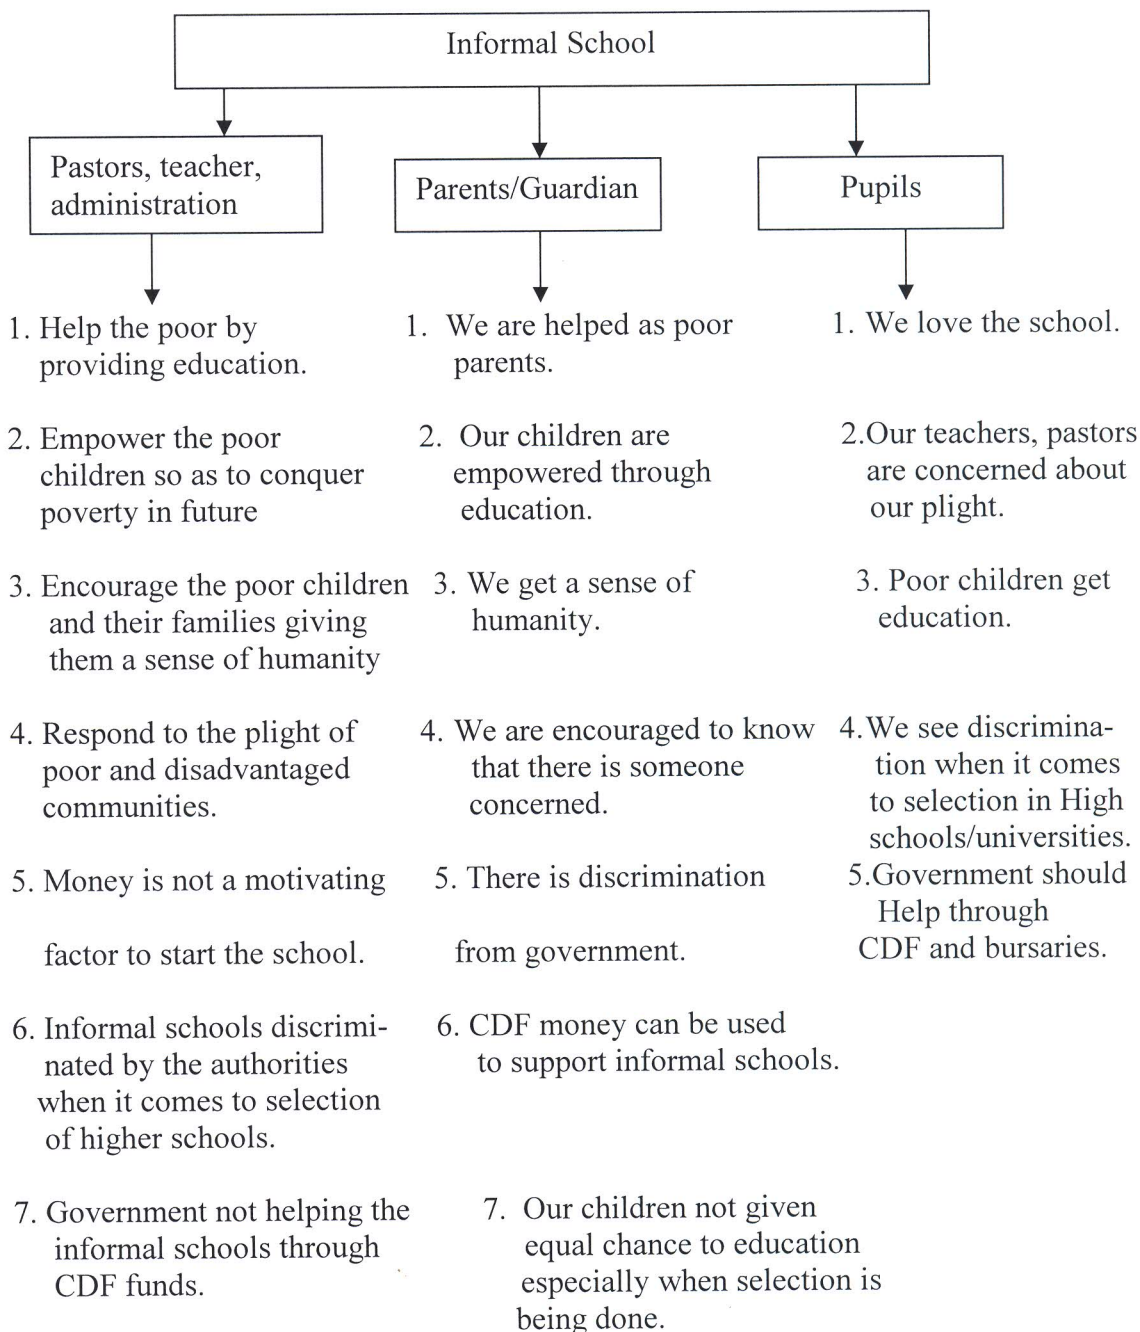 Informal School
Pastors, teacher,
administration
Parents/Guardian
Pupils
1. Help the poor by
providing education.
2. Empower the poor
children so as to conquer
poverty in future
3. Encourage the poor children
and their families giving
them a sense of humanity
4. Respond to the plight of
poor and disadvantaged
communities.
5. Money is not a motivating
factor to start the school.
6. Informal schools discrimi-
nated by the authorities
when it comes to selection
of higher schools.
7. Government not helping the
informal schools through
CDF funds.
1. We are helped as poor
parents.
2. Our children are
empowered through
education.
3. We get a sense of
humanity.
4. We are encouraged to know
that there is someone
concerned.
5. There is discrimination
from government.
6. CDF money can be used
to support informal schools.
7. Our children not given
equal chance to education
especially when selection is
being done.
1. We love the school.
2.Our teachers, pastors
are concerned about
our plight.
3. Poor children get
education.
4.We see discrimina-
tion when it comes
to selection in High
schools/universities.
5.Government should
Help through
CDF and bursaries.